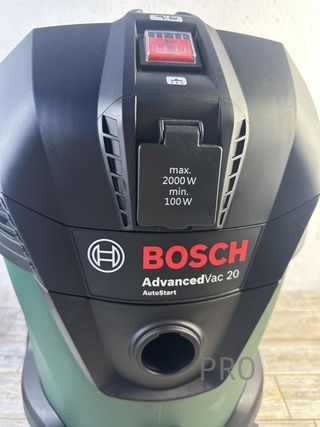 max.
2000 W
min.
100 W
BOSCH
AdvancedVac 20
AutoStart
PRO